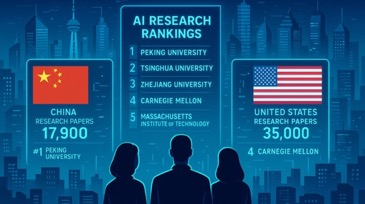 AI RESEARCH
RANKINGS
1 PEKING UNIVERSITY
2 TSINGHUA UNIVERSITY
3 ZHEJIANG UNIVERSITY
4 CARNEGIE MELLON
5 MASSACHUSETTS
INSTITUTE OF TECHNOLOGY
CHINA
RESEARCH PAPERS
17,900
#1 PEKING
UNIVERSITY
UNITED STATES
RESEARCH PAPERS
35,000
4 CARNEGIE MELLON